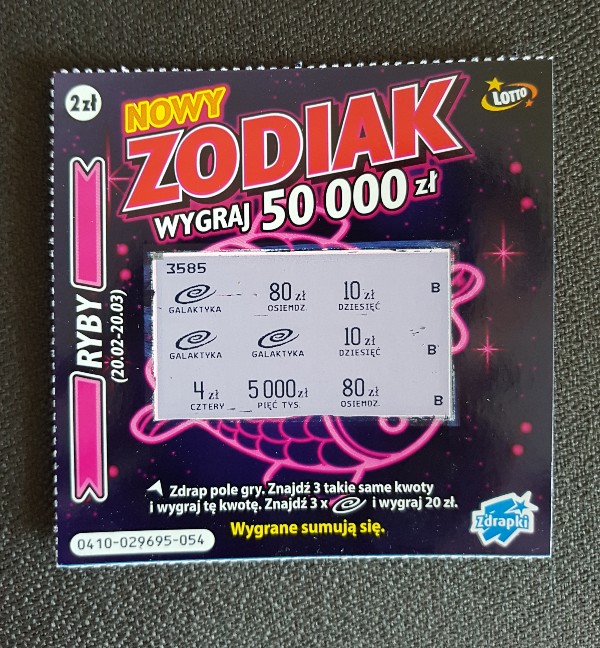 2 zł
NOWY
LOTTO
ZODIAK
WYGRAJ 50 000 zł
RYBY
(20.02-20.03)
3585
80 zł 10 zł B
GALAKTYKA OSIEMDZ. DZIESIĘĆ
10 zł B
GALAKTYKA GALAKTYKA DZIESIĘĆ
4 zł 5 000 zł 80 zł B
CZTERY PIĘĆ TYS. OSIEMDZ.
Zdrap pole gry. Znajdź 3 takie same kwoty
i wygraj tę kwotę. Znajdź 3 x i wygraj 20 zł.
Wygrane sumują się.
Zdrapki
0410-029695-054